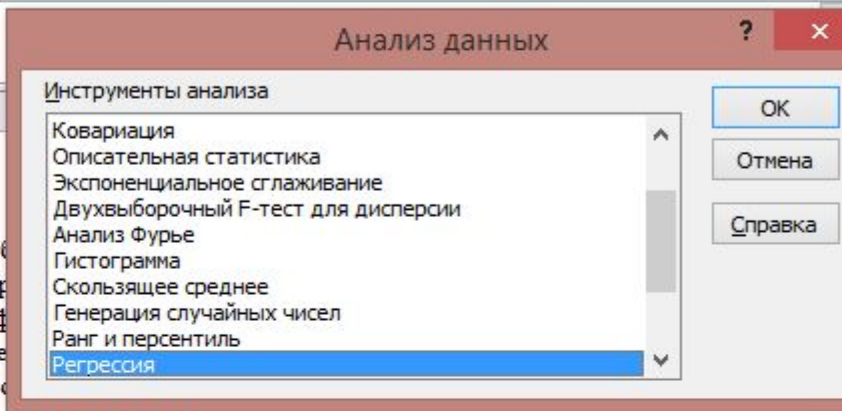 Анализ данных
?
×
Инструменты анализа
Ковариация
Описательная статистика
Экспоненциальное сглаживание
Двухвыборочный F-тест для дисперсии
Анализ Фурье
Гистограмма
Скользящее среднее
Генерация случайных чисел
Ранг и персентиль
Регрессия
ОК
Отмена
Справка